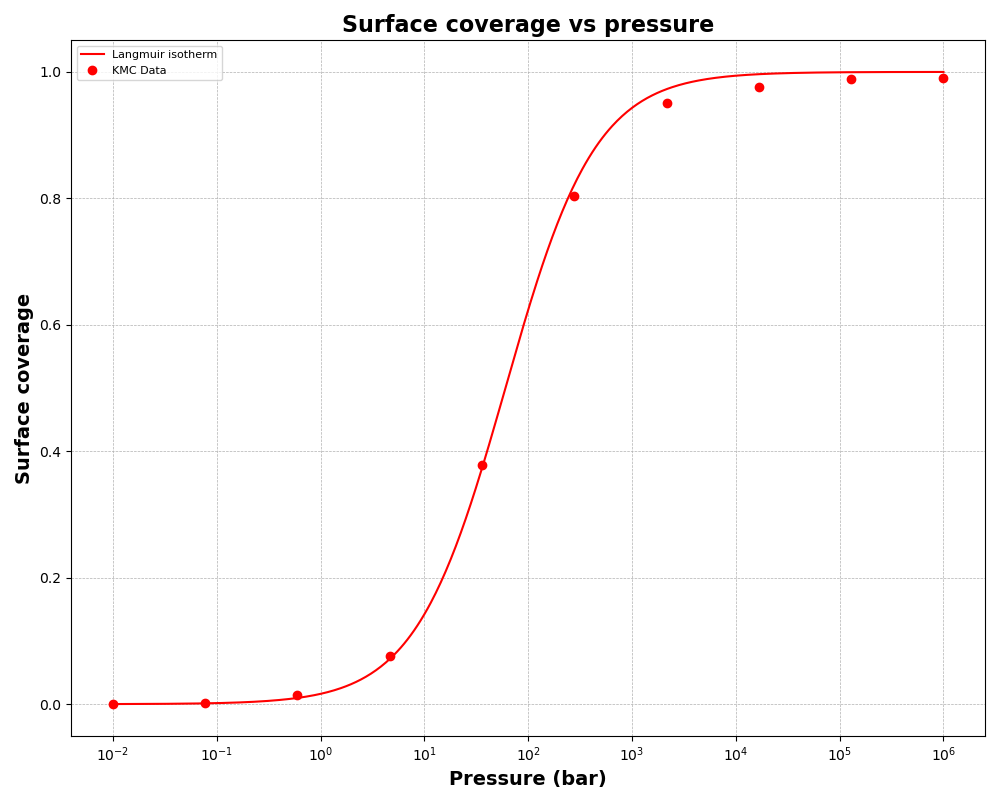 Surface coverage vs pressure
Langmuir isotherm
KMC Data
1.0
0.8
0.6
0.4
0.2
0.0
Surface coverage
10⁻² 10⁻¹ 10⁰ 10¹ 10² 10³ 10⁴ 10⁵ 10⁶
Pressure (bar)